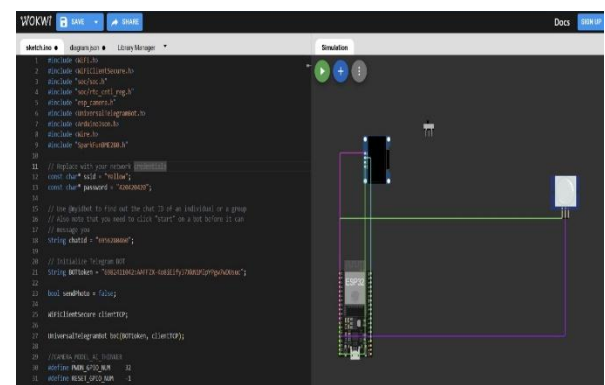 WOKWI SAVE SHARE Docs SIGN UP
sketch.ino diagram.json Library Manager
Simulation
1 #include <WiFi.h>
2 #include <WiFiClientSecure.h>
3 #include "soc/soc.h"
4 #include "soc/rtc_cntl_reg.h"
5 #include "esp_camera.h"
6 #include <UniversalTelegramBot.h>
7 #include <ArduinoJson.h>
8 #include <Wire.h>
9 #include "SparkFunBME280.h"
10
11 // Replace with your network credentials
12 const char* ssid = "Yellow";
13 const char* password =
14
15 // Use @myidbot to find out the chat ID of an individual or a group
16 // Also note that you need to click "start" on a bot before it can
17 // message you
18 String chatId =
19
20 // Initialize Telegram BOT
21 String BOTtoken =
22
23 bool sendPhoto = false;
24
25 WiFiClientSecure clientTCP;
26
27 UniversalTelegramBot bot(BOTtoken, clientTCP);
28
29 //CAMERA_MODEL_AI_THINKER
30 #define PWDN_GPIO_NUM 32
31 #define RESET_GPIO_NUM -1
ESP32